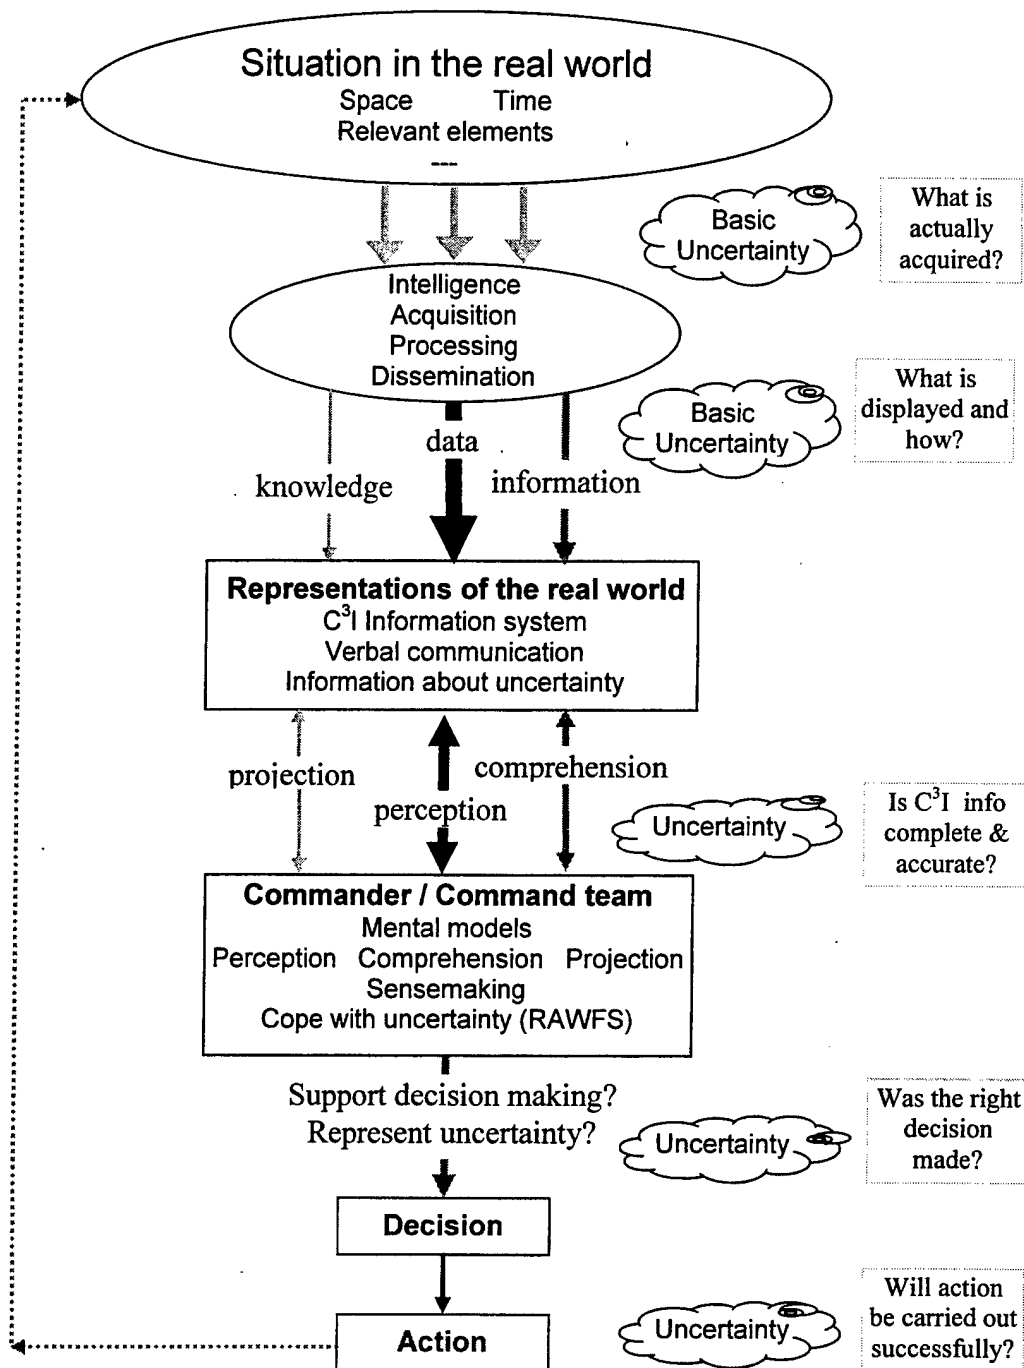 Situation in the real world
Space Time
Relevant elements
---
Basic
Uncertainty
What is
actually
acquired?
Intelligence
Acquisition
Processing
Dissemination
Basic
Uncertainty
What is
displayed and
how?
data
knowledge
information
Representations of the real world
C³I Information system
Verbal communication
Information about uncertainty
projection
comprehension
perception
Uncertainty
Is C³I info
complete &
accurate?
Commander / Command team
Mental models
Perception Comprehension Projection
Sensemaking
Cope with uncertainty (RAWFS)
Support decision making?
Represent uncertainty?
Uncertainty
Was the right
decision
made?
Decision
Action
Uncertainty
Will action
be carried out
successfully?